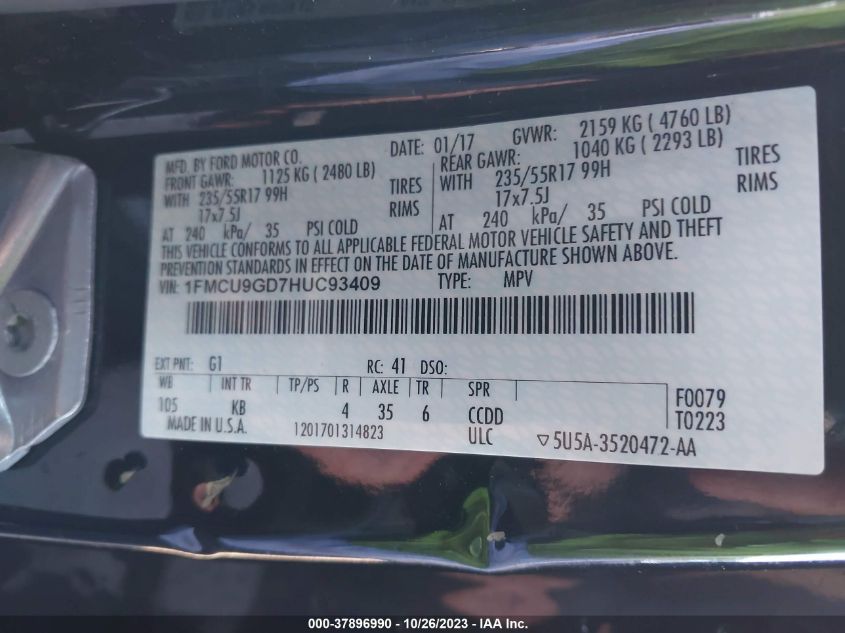 MFD. BY FORD MOTOR CO.
DATE: 01/17 GVWR: 2159 KG ( 4760 LB)
FRONT GAWR: 1125 KG ( 2480 LB)
REAR GAWR: 1040 KG ( 2293 LB)
WITH 235/55R17 99H TIRES
WITH 235/55R17 99H TIRES
17x7.5J RIMS
17x7.5J RIMS
AT 240 kPa/ 35 PSI COLD
AT 240 kPa/ 35 PSI COLD
THIS VEHICLE CONFORMS TO ALL APPLICABLE FEDERAL MOTOR VEHICLE SAFETY AND THEFT
PREVENTION STANDARDS IN EFFECT ON THE DATE OF MANUFACTURE SHOWN ABOVE.
VIN: 1FMCU9GD7HUC93409 TYPE: MPV
EXT PNT: G1 RC: 41 DSO:
WB INT TR TP/PS R AXLE TR SPR
105 KB 4 35 6 CCDD
F0079
T0223
MADE IN U.S.A. 1201701314823 ULC ▽5U5A-3520472-AA
000-37896990 - 10/26/2023 - IAA Inc.